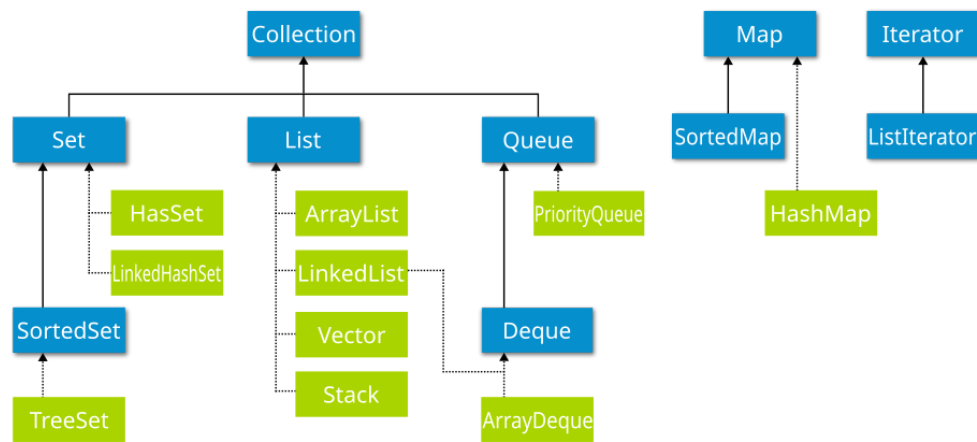 Collection
Map
Iterator
Set
List
Queue
SortedMap
ListIterator
HasSet
ArrayList
PriorityQueue
HashMap
LinkedHashSet
LinkedList
SortedSet
Vector
Deque
Stack
TreeSet
ArrayDeque